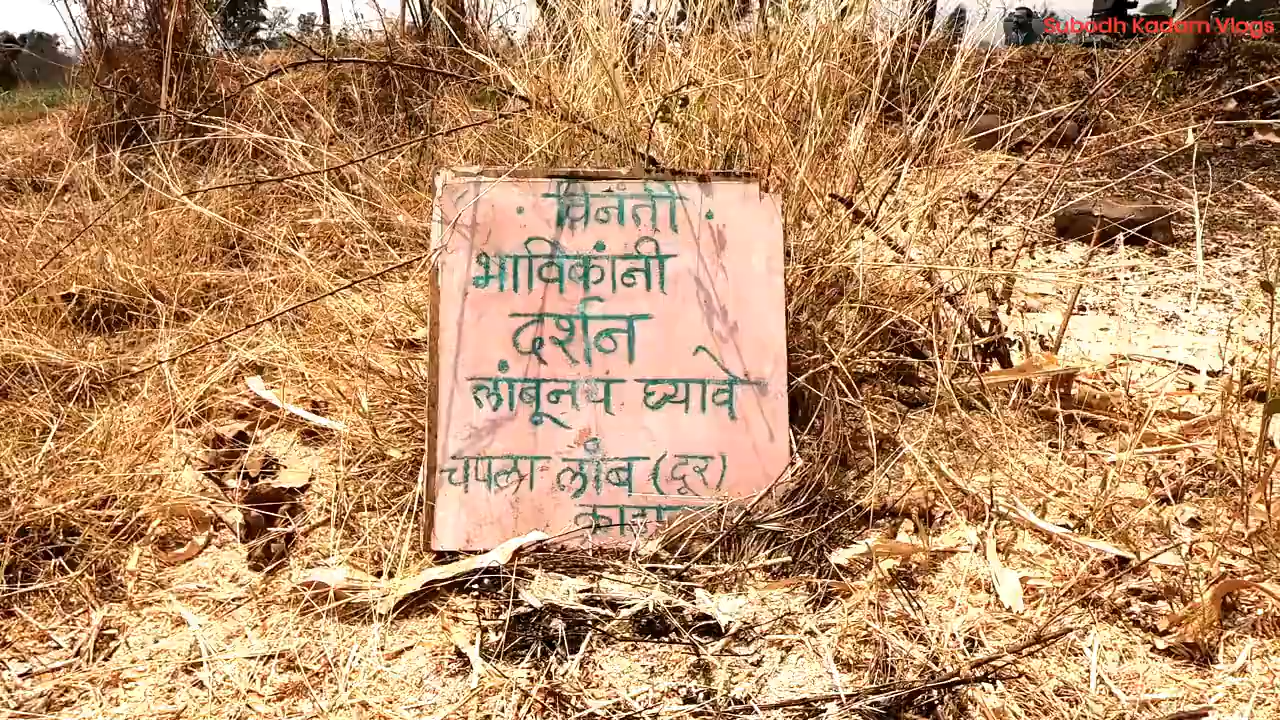 Subodh Kadam Vlogs
. विनंती .
भाविकांनी
दर्शन
लांबूनच घ्यावे
चपला लांब (दूर)